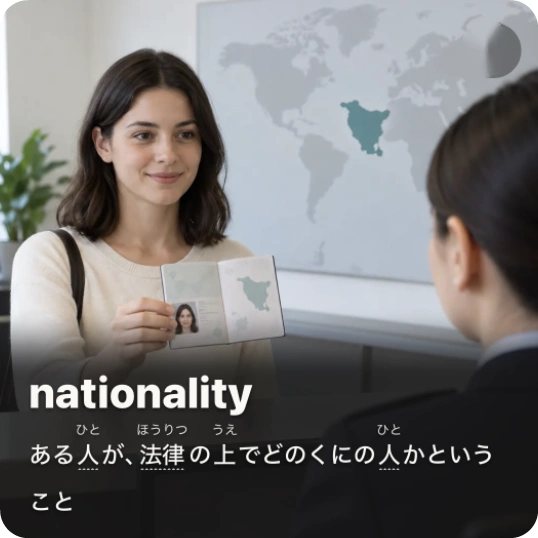 nationality
ひと ほうりつ うえ ひと
ある人が、法律の上でどのくにの人かという
こと